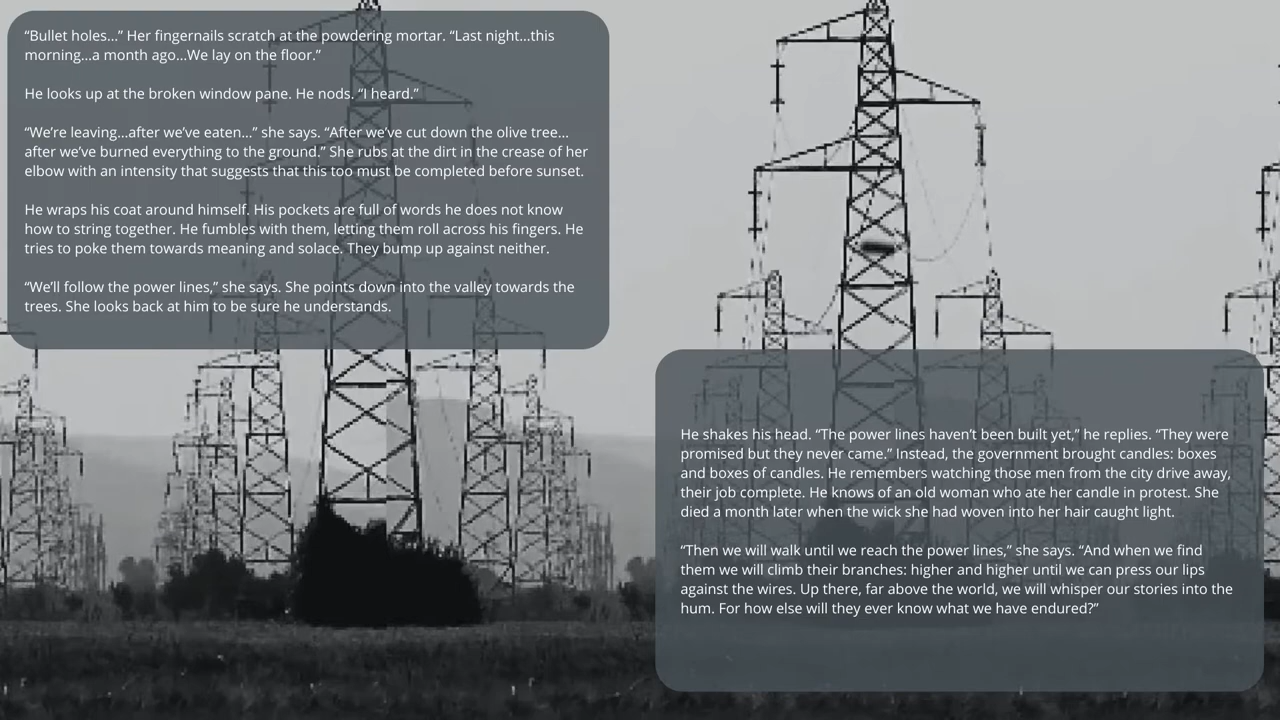 “Bullet holes…” Her fingernails scratch at the powdering mortar. “Last night…this
morning…a month ago…We lay on the floor.”
He looks up at the broken window pane. He nods. “I heard.”
“We’re leaving…after we’ve eaten…” she says. “After we’ve cut down the olive tree…
after we’ve burned everything to the ground.” She rubs at the dirt in the crease of her
elbow with an intensity that suggests that this too must be completed before sunset.
He wraps his coat around himself. His pockets are full of words he does not know
how to string together. He fumbles with them, letting them roll across his fingers. He
tries to poke them towards meaning and solace. They bump up against neither.
“We’ll follow the power lines,” she says. She points down into the valley towards the
trees. She looks back at him to be sure he understands.
He shakes his head. “The power lines haven’t been built yet,” he replies. “They were
promised but they never came.” Instead, the government brought candles: boxes
and boxes of candles. He remembers watching those men from the city drive away,
their job complete. He knows of an old woman who ate her candle in protest. She
died a month later when the wick she had woven into her hair caught light.
“Then we will walk until we reach the power lines,” she says. “And when we find
them we will climb their branches: higher and higher until we can press our lips
against the wires. Up there, far above the world, we will whisper our stories into the
hum. For how else will they ever know what we have endured?”